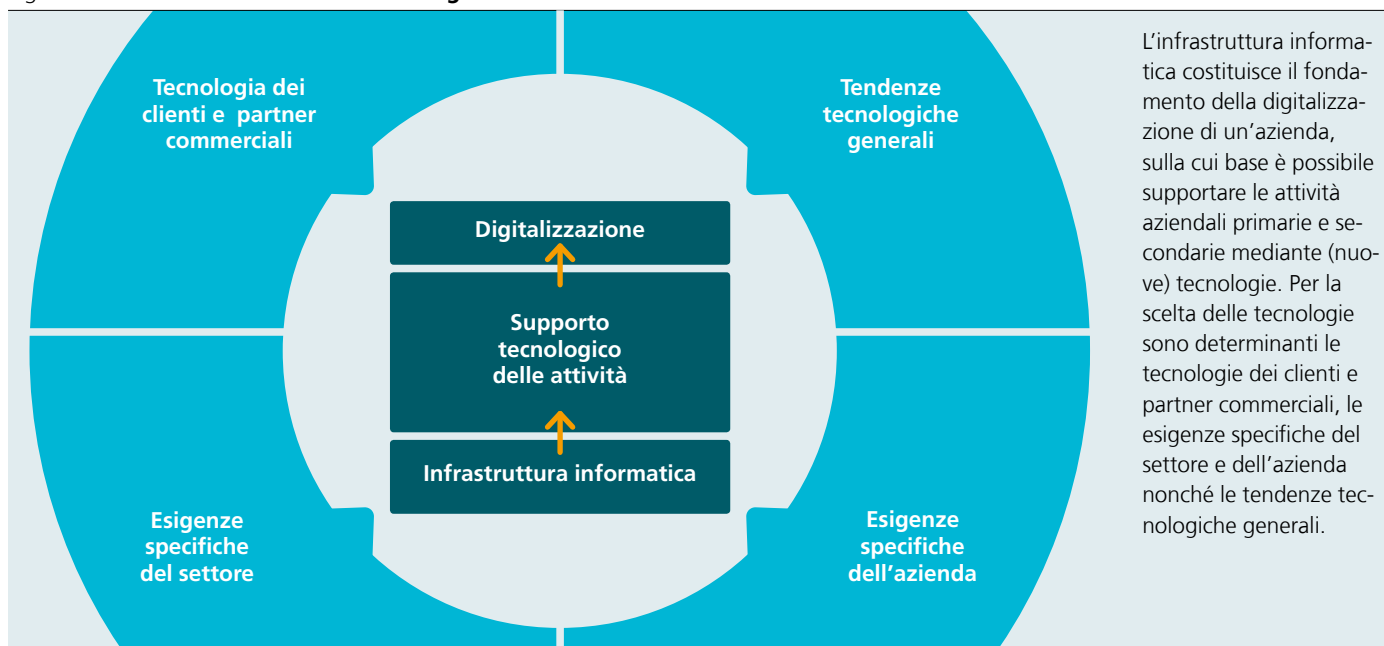 Tecnologia dei
clienti e partner
commerciali
Tendenze
tecnologiche
generali
Digitalizzazione
Supporto
tecnologico
delle attività
Infrastruttura informatica
Esigenze
specifiche
del settore
Esigenze
specifiche
dell’azienda
L’infrastruttura informa-
tica costituisce il fonda-
mento della digitalizza-
zione di un’azienda,
sulla cui base è possibile
supportare le attività
aziendali primarie e se-
condarie mediante (nuo-
ve) tecnologie. Per la
scelta delle tecnologie
sono determinanti le
tecnologie dei clienti e
partner commerciali, le
esigenze specifiche del
settore e dell’azienda
nonché le tendenze tec-
nologiche generali.